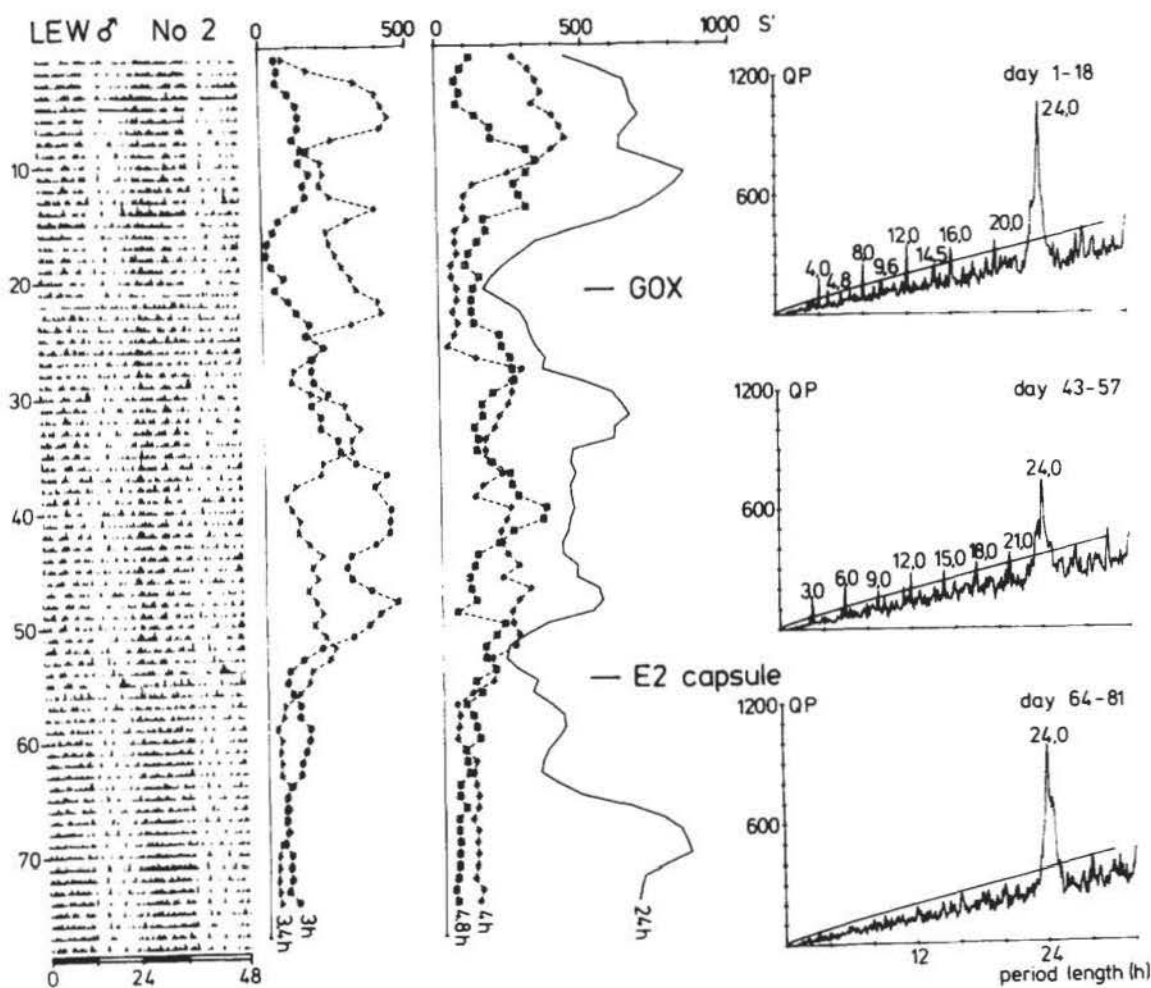 LEW ♂ No 2
0 500
0 500 1000 S'
10
20
30
40
50
60
70
0 24 48
3.4h
3h
4.8h
4h
24h
GOX
E2 capsule
day 1-18
1200 QP
600
4,0 4,8 8,0 9,6 12,0 14,5 16,0 20,0 24,0
day 43-57
1200 QP
600
3,0 6,0 9,0 12,0 15,0 18,0 21,0 24,0
day 64-81
1200 QP
600
24,0
12 24
period length (h)